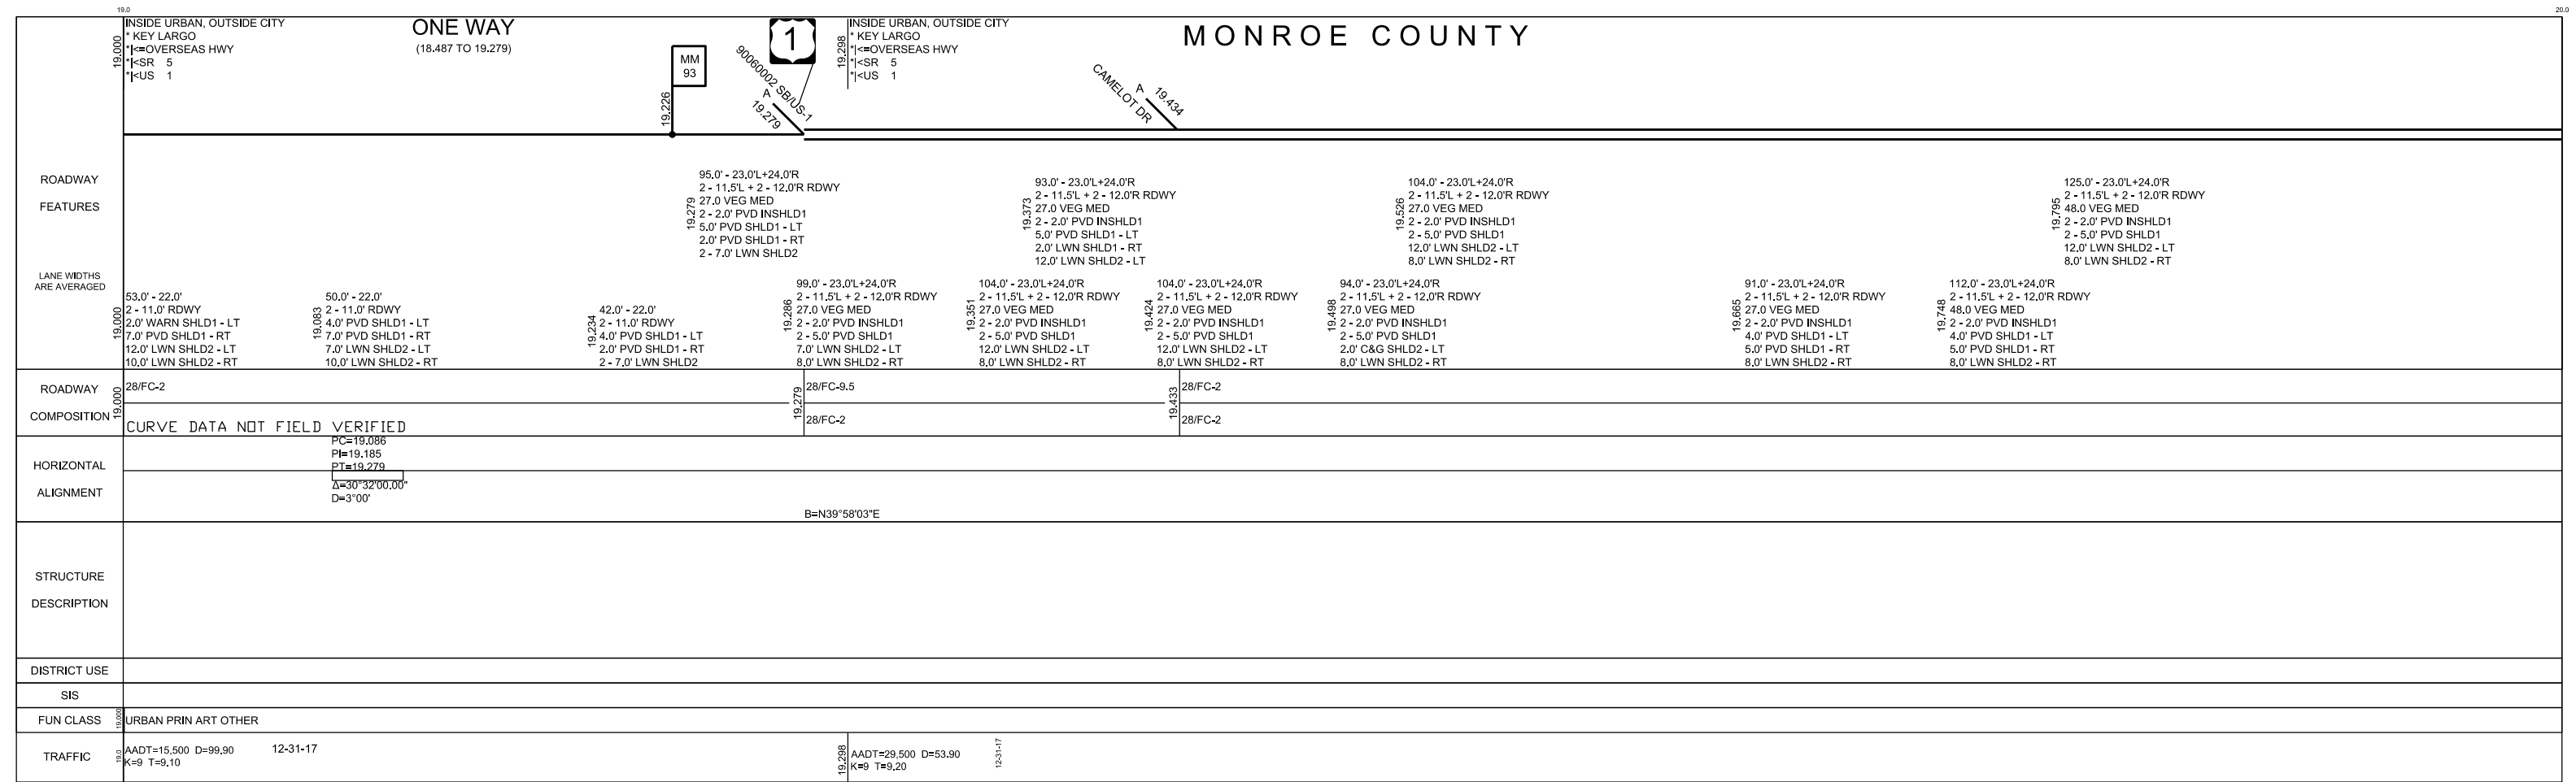 19.0
20.0
19.000
INSIDE URBAN, OUTSIDE CITY
* KEY LARGO
*|<=OVERSEAS HWY
*|<SR 5
*|<US 1
ONE WAY
(18.487 TO 19.279)
MM
93
19.226
90060002 SB/US-1
A
19.279
1
19.298
INSIDE URBAN, OUTSIDE CITY
* KEY LARGO
*|<=OVERSEAS HWY
*|<SR 5
*|<US 1
MONROE COUNTY
CAMELOT DR
A 19.434
ROADWAY
FEATURES
LANE WIDTHS
ARE AVERAGED
19.279
95.0' - 23.0'L+24.0'R
2 - 11.5'L + 2 - 12.0'R RDWY
27.0 VEG MED
2 - 2.0' PVD INSHLD1
5.0' PVD SHLD1 - LT
2.0' PVD SHLD1 - RT
2 - 7.0' LWN SHLD2
19.373
93.0' - 23.0'L+24.0'R
2 - 11.5'L + 2 - 12.0'R RDWY
27.0 VEG MED
2 - 2.0' PVD INSHLD1
5.0' PVD SHLD1 - LT
2.0' LWN SHLD1 - RT
12.0' LWN SHLD2 - LT
19.526
104.0' - 23.0'L+24.0'R
2 - 11.5'L + 2 - 12.0'R RDWY
27.0 VEG MED
2 - 2.0' PVD INSHLD1
2 - 5.0' PVD SHLD1
12.0' LWN SHLD2 - LT
8.0' LWN SHLD2 - RT
19.795
125.0' - 23.0'L+24.0'R
2 - 11.5'L + 2 - 12.0'R RDWY
48.0 VEG MED
2 - 2.0' PVD INSHLD1
2 - 5.0' PVD SHLD1
12.0' LWN SHLD2 - LT
8.0' LWN SHLD2 - RT
19.000
53.0' - 22.0'
2 - 11.0' RDWY
2.0' WARN SHLD1 - LT
7.0' PVD SHLD1 - RT
12.0' LWN SHLD2 - LT
10.0' LWN SHLD2 - RT
19.083
50.0' - 22.0'
2 - 11.0' RDWY
4.0' PVD SHLD1 - LT
7.0' PVD SHLD1 - RT
7.0' LWN SHLD2 - LT
10.0' LWN SHLD2 - RT
19.234
42.0' - 22.0'
2 - 11.0' RDWY
4.0' PVD SHLD1 - LT
2.0' PVD SHLD1 - RT
2 - 7.0' LWN SHLD2
19.286
99.0' - 23.0'L+24.0'R
2 - 11.5'L + 2 - 12.0'R RDWY
27.0 VEG MED
2 - 2.0' PVD INSHLD1
2 - 5.0' PVD SHLD1
7.0' LWN SHLD2 - LT
8.0' LWN SHLD2 - RT
19.351
104.0' - 23.0'L+24.0'R
2 - 11.5'L + 2 - 12.0'R RDWY
27.0 VEG MED
2 - 2.0' PVD INSHLD1
2 - 5.0' PVD SHLD1
12.0' LWN SHLD2 - LT
8.0' LWN SHLD2 - RT
19.424
104.0' - 23.0'L+24.0'R
2 - 11.5'L + 2 - 12.0'R RDWY
27.0 VEG MED
2 - 2.0' PVD INSHLD1
2 - 5.0' PVD SHLD1
12.0' LWN SHLD2 - LT
8.0' LWN SHLD2 - RT
19.498
94.0' - 23.0'L+24.0'R
2 - 11.5'L + 2 - 12.0'R RDWY
27.0 VEG MED
2 - 2.0' PVD INSHLD1
2 - 5.0' PVD SHLD1
2.0' C&G SHLD2 - LT
8.0' LWN SHLD2 - RT
19.665
91.0' - 23.0'L+24.0'R
2 - 11.5'L + 2 - 12.0'R RDWY
27.0 VEG MED
2 - 2.0' PVD INSHLD1
4.0' PVD SHLD1 - LT
5.0' PVD SHLD1 - RT
8.0' LWN SHLD2 - RT
19.748
112.0' - 23.0'L+24.0'R
2 - 11.5'L + 2 - 12.0'R RDWY
48.0 VEG MED
2 - 2.0' PVD INSHLD1
4.0' PVD SHLD1 - LT
5.0' PVD SHLD1 - RT
8.0' LWN SHLD2 - RT
ROADWAY
COMPOSITION
19.000
28/FC-2
19.279
28/FC-9.5
28/FC-2
19.433
28/FC-2
28/FC-2
CURVE DATA NOT FIELD VERIFIED
HORIZONTAL
ALIGNMENT
PC=19.086
PI=19.185
PT=19.279
Δ=30°32'00.00"
D=3°00'
B=N39°58'03"E
STRUCTURE
DESCRIPTION
DISTRICT USE
SIS
FUN CLASS
19.000
URBAN PRIN ART OTHER
TRAFFIC
19.0
AADT=15,500 D=99.90 12-31-17
K=9 T=9.10
19.298
AADT=29,500 D=53.90
K=9 T=9.20
12-31-17